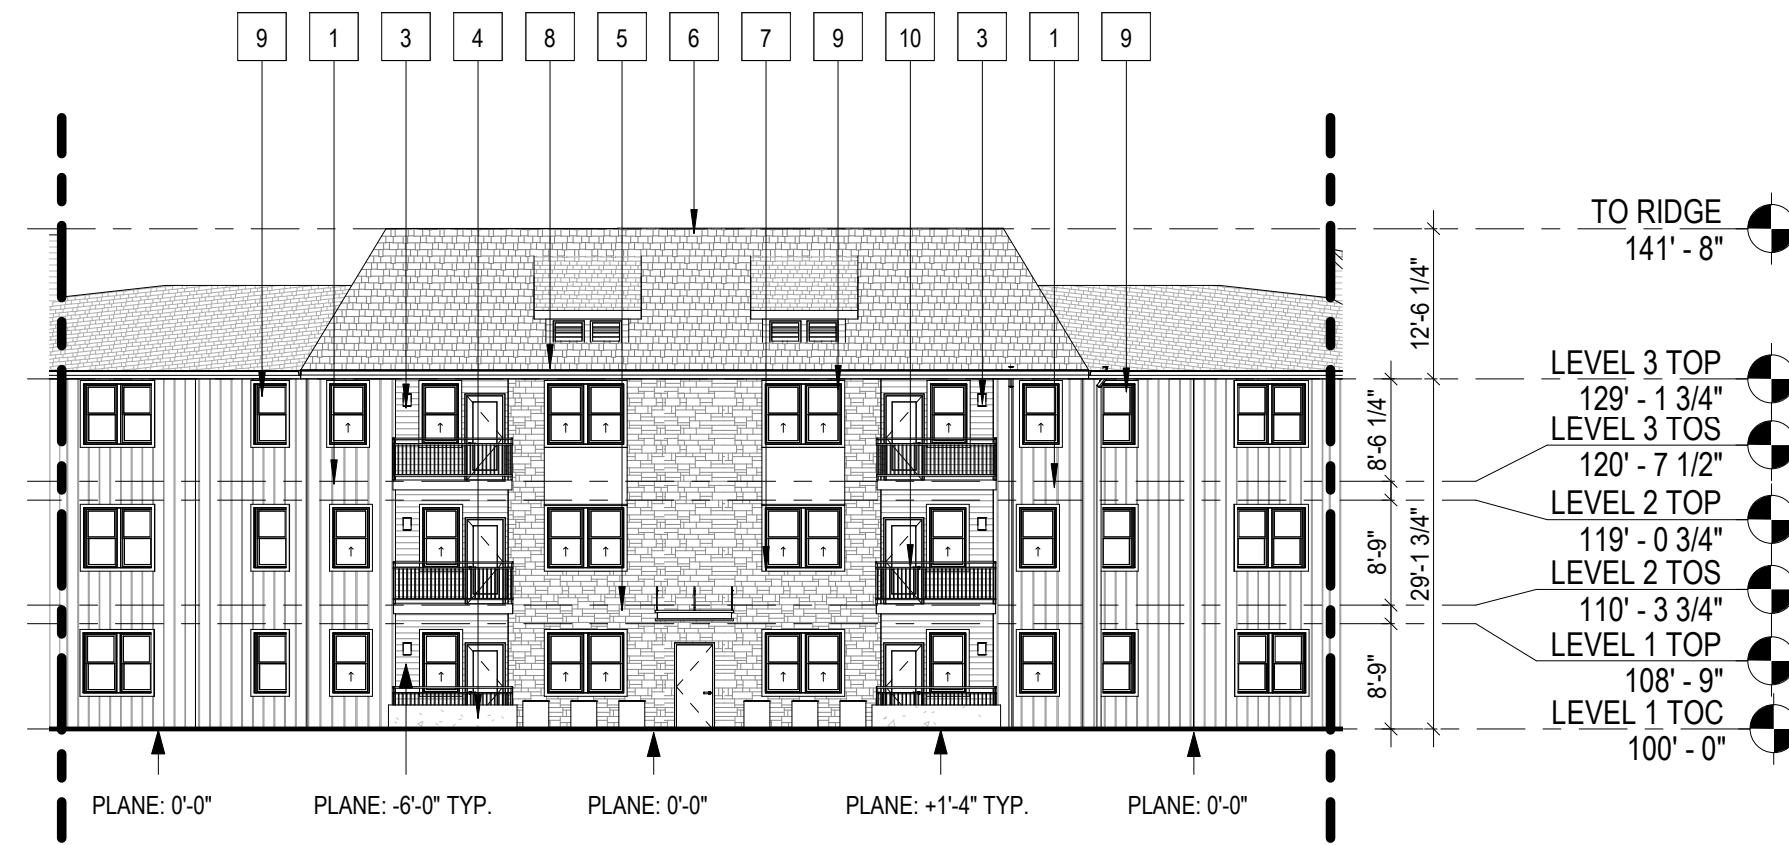 9 1 3 4 8 5 6 7 9 10 3 1 9
TO RIDGE
141' - 8"
12'-6 1/4"
LEVEL 3 TOP
129' - 1 3/4"
LEVEL 3 TOS
120' - 7 1/2"
8'-6 1/4"
LEVEL 2 TOP
119' - 0 3/4"
8'-9"
29'-1 3/4"
LEVEL 2 TOS
110' - 3 3/4"
LEVEL 1 TOP
108' - 9"
8'-9"
LEVEL 1 TOC
100' - 0"
PLANE: 0'-0" PLANE: -6'-0" TYP. PLANE: 0'-0" PLANE: +1'-4" TYP. PLANE: 0'-0"